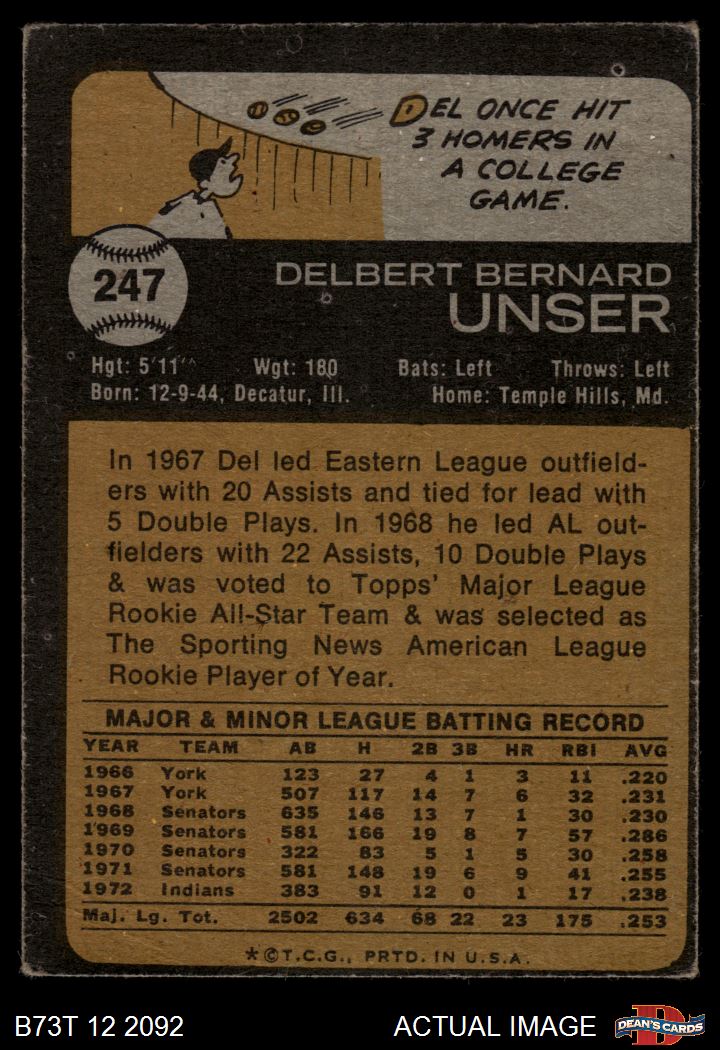 DEL ONCE HIT
3 HOMERS IN
A COLLEGE
GAME.
247
DELBERT BERNARD
UNSER
Hgt: 5'11" Wgt: 180 Bats: Left Throws: Left
Born: 12-9-44, Decatur, Ill. Home: Temple Hills, Md.
In 1967 Del led Eastern League outfield-
ers with 20 Assists and tied for lead with
5 Double Plays. In 1968 he led AL out-
fielders with 22 Assists, 10 Double Plays
& was voted to Topps' Major League
Rookie All-Star Team & was selected as
The Sporting News American League
Rookie Player of Year.
MAJOR & MINOR LEAGUE BATTING RECORD
YEAR TEAM AB H 2B 3B HR RBI AVG
1966 York 123 27 4 1 3 11 .220
1967 York 507 117 14 7 6 32 .231
1968 Senators 635 146 13 7 1 30 .230
1969 Senators 581 166 19 8 7 57 .286
1970 Senators 322 83 5 1 5 30 .258
1971 Senators 581 148 19 6 9 41 .255
1972 Indians 383 91 12 0 1 17 .238
Maj. Lg. Tot. 2502 634 68 22 23 175 .253
*©T.C.G., PRTD. IN U.S.A.
B73T 12 2092 ACTUAL IMAGE DEAN'S CARDS